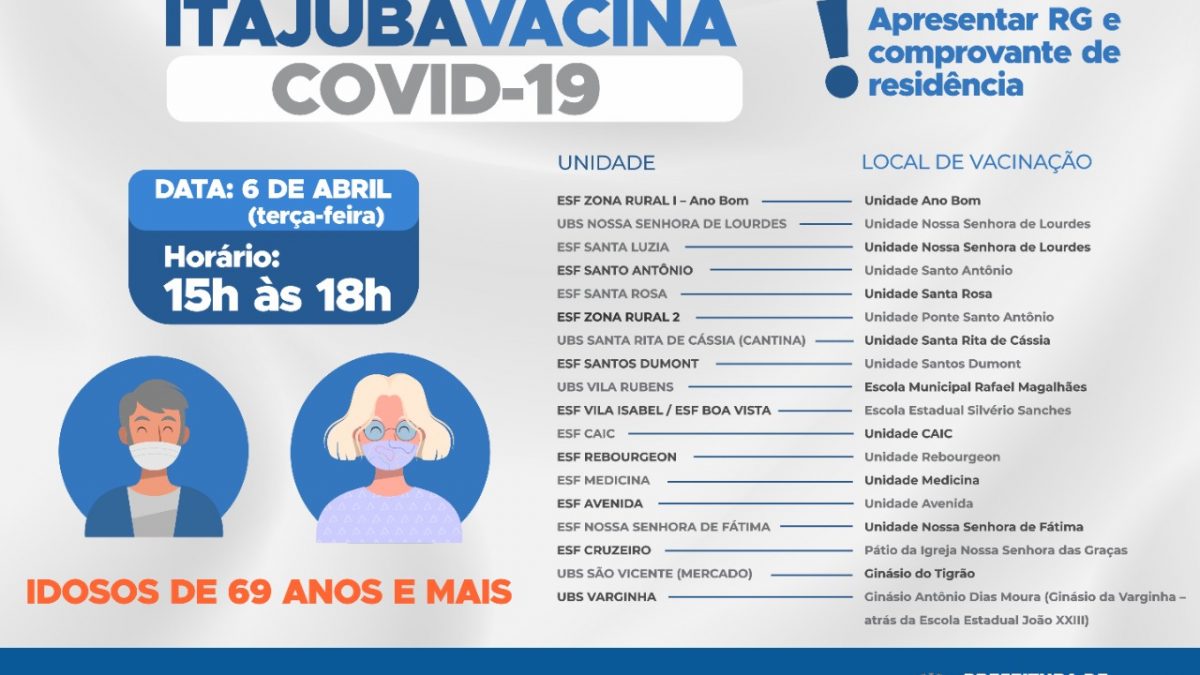 ITAJUBÁVACINA
COVID-19
Apresentar RG e
comprovante de
residência
DATA: 6 DE ABRIL
(terça-feira)
Horário:
15h às 18h
IDOSOS DE 69 ANOS E MAIS
UNIDADE LOCAL DE VACINAÇÃO
ESF ZONA RURAL I – Ano Bom Unidade Ano Bom
UBS NOSSA SENHORA DE LOURDES Unidade Nossa Senhora de Lourdes
ESF SANTA LUZIA Unidade Nossa Senhora de Lourdes
ESF SANTO ANTÔNIO Unidade Santo Antônio
ESF SANTA ROSA Unidade Santa Rosa
ESF ZONA RURAL 2 Unidade Ponte Santo Antônio
UBS SANTA RITA DE CÁSSIA (CANTINA) Unidade Santa Rita de Cássia
ESF SANTOS DUMONT Unidade Santos Dumont
UBS VILA RUBENS Escola Municipal Rafael Magalhães
ESF VILA ISABEL / ESF BOA VISTA Escola Estadual Silvério Sanches
ESF CAIC Unidade CAIC
ESF REBOURGEON Unidade Rebourgeon
ESF MEDICINA Unidade Medicina
ESF AVENIDA Unidade Avenida
ESF NOSSA SENHORA DE FÁTIMA Unidade Nossa Senhora de Fátima
ESF CRUZEIRO Pátio da Igreja Nossa Senhora das Graças
UBS SÃO VICENTE (MERCADO) Ginásio do Tigrão
UBS VARGINHA Ginásio Antônio Dias Moura (Ginásio da Varginha –
atrás da Escola Estadual João XXIII)